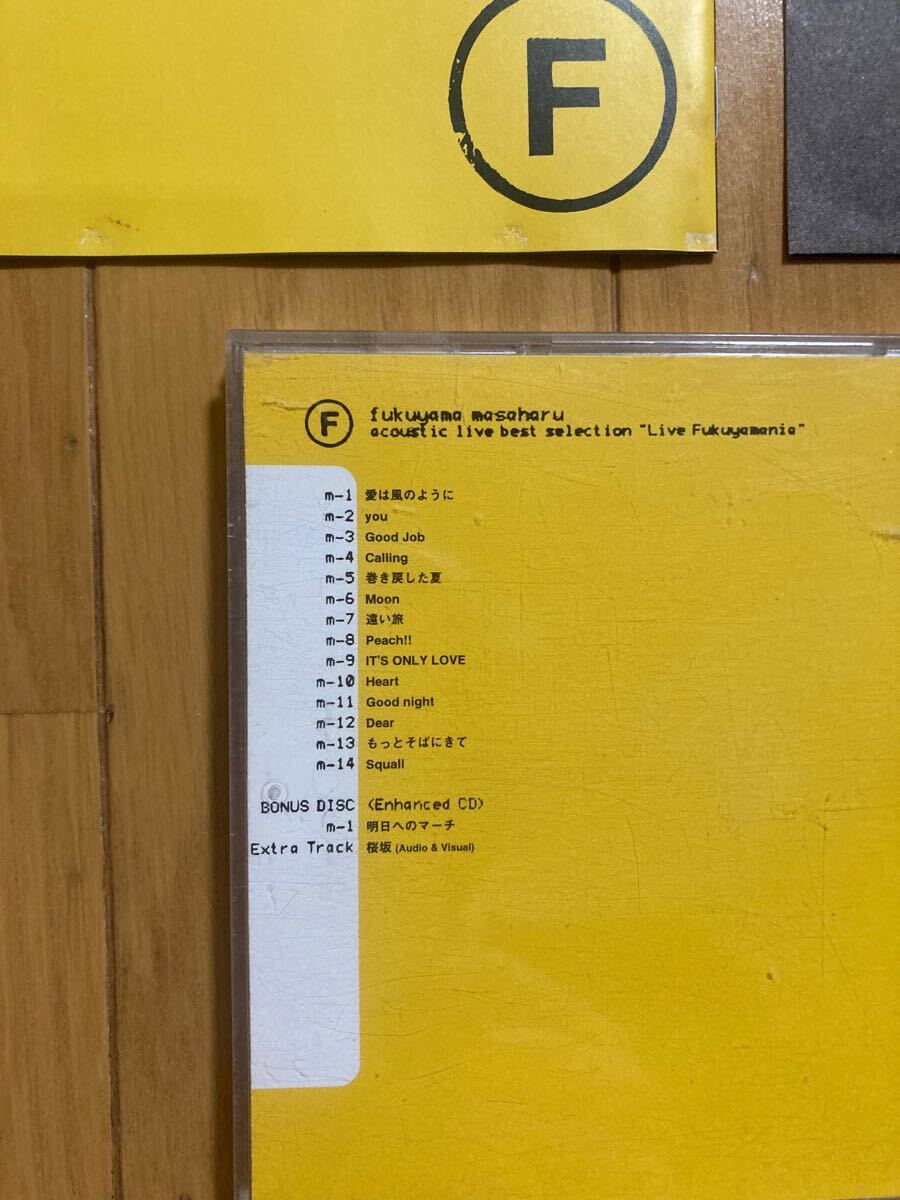 F
F
fukuyama masaharu
acoustic live best selection "Live Fukuyamania"
m-1 愛は風のように
m-2 you
m-3 Good Job
m-4 Calling
m-5 巻き戻した夏
m-6 Moon
m-7 遠い旅
m-8 Peach!!
m-9 IT'S ONLY LOVE
m-10 Heart
m-11 Good night
m-12 Dear
m-13 もっとそばにきて
m-14 Squall
BONUS DISC <Enhanced CD>
m-1 明日へのマーチ
Extra Track 桜坂 (Audio & Visual)